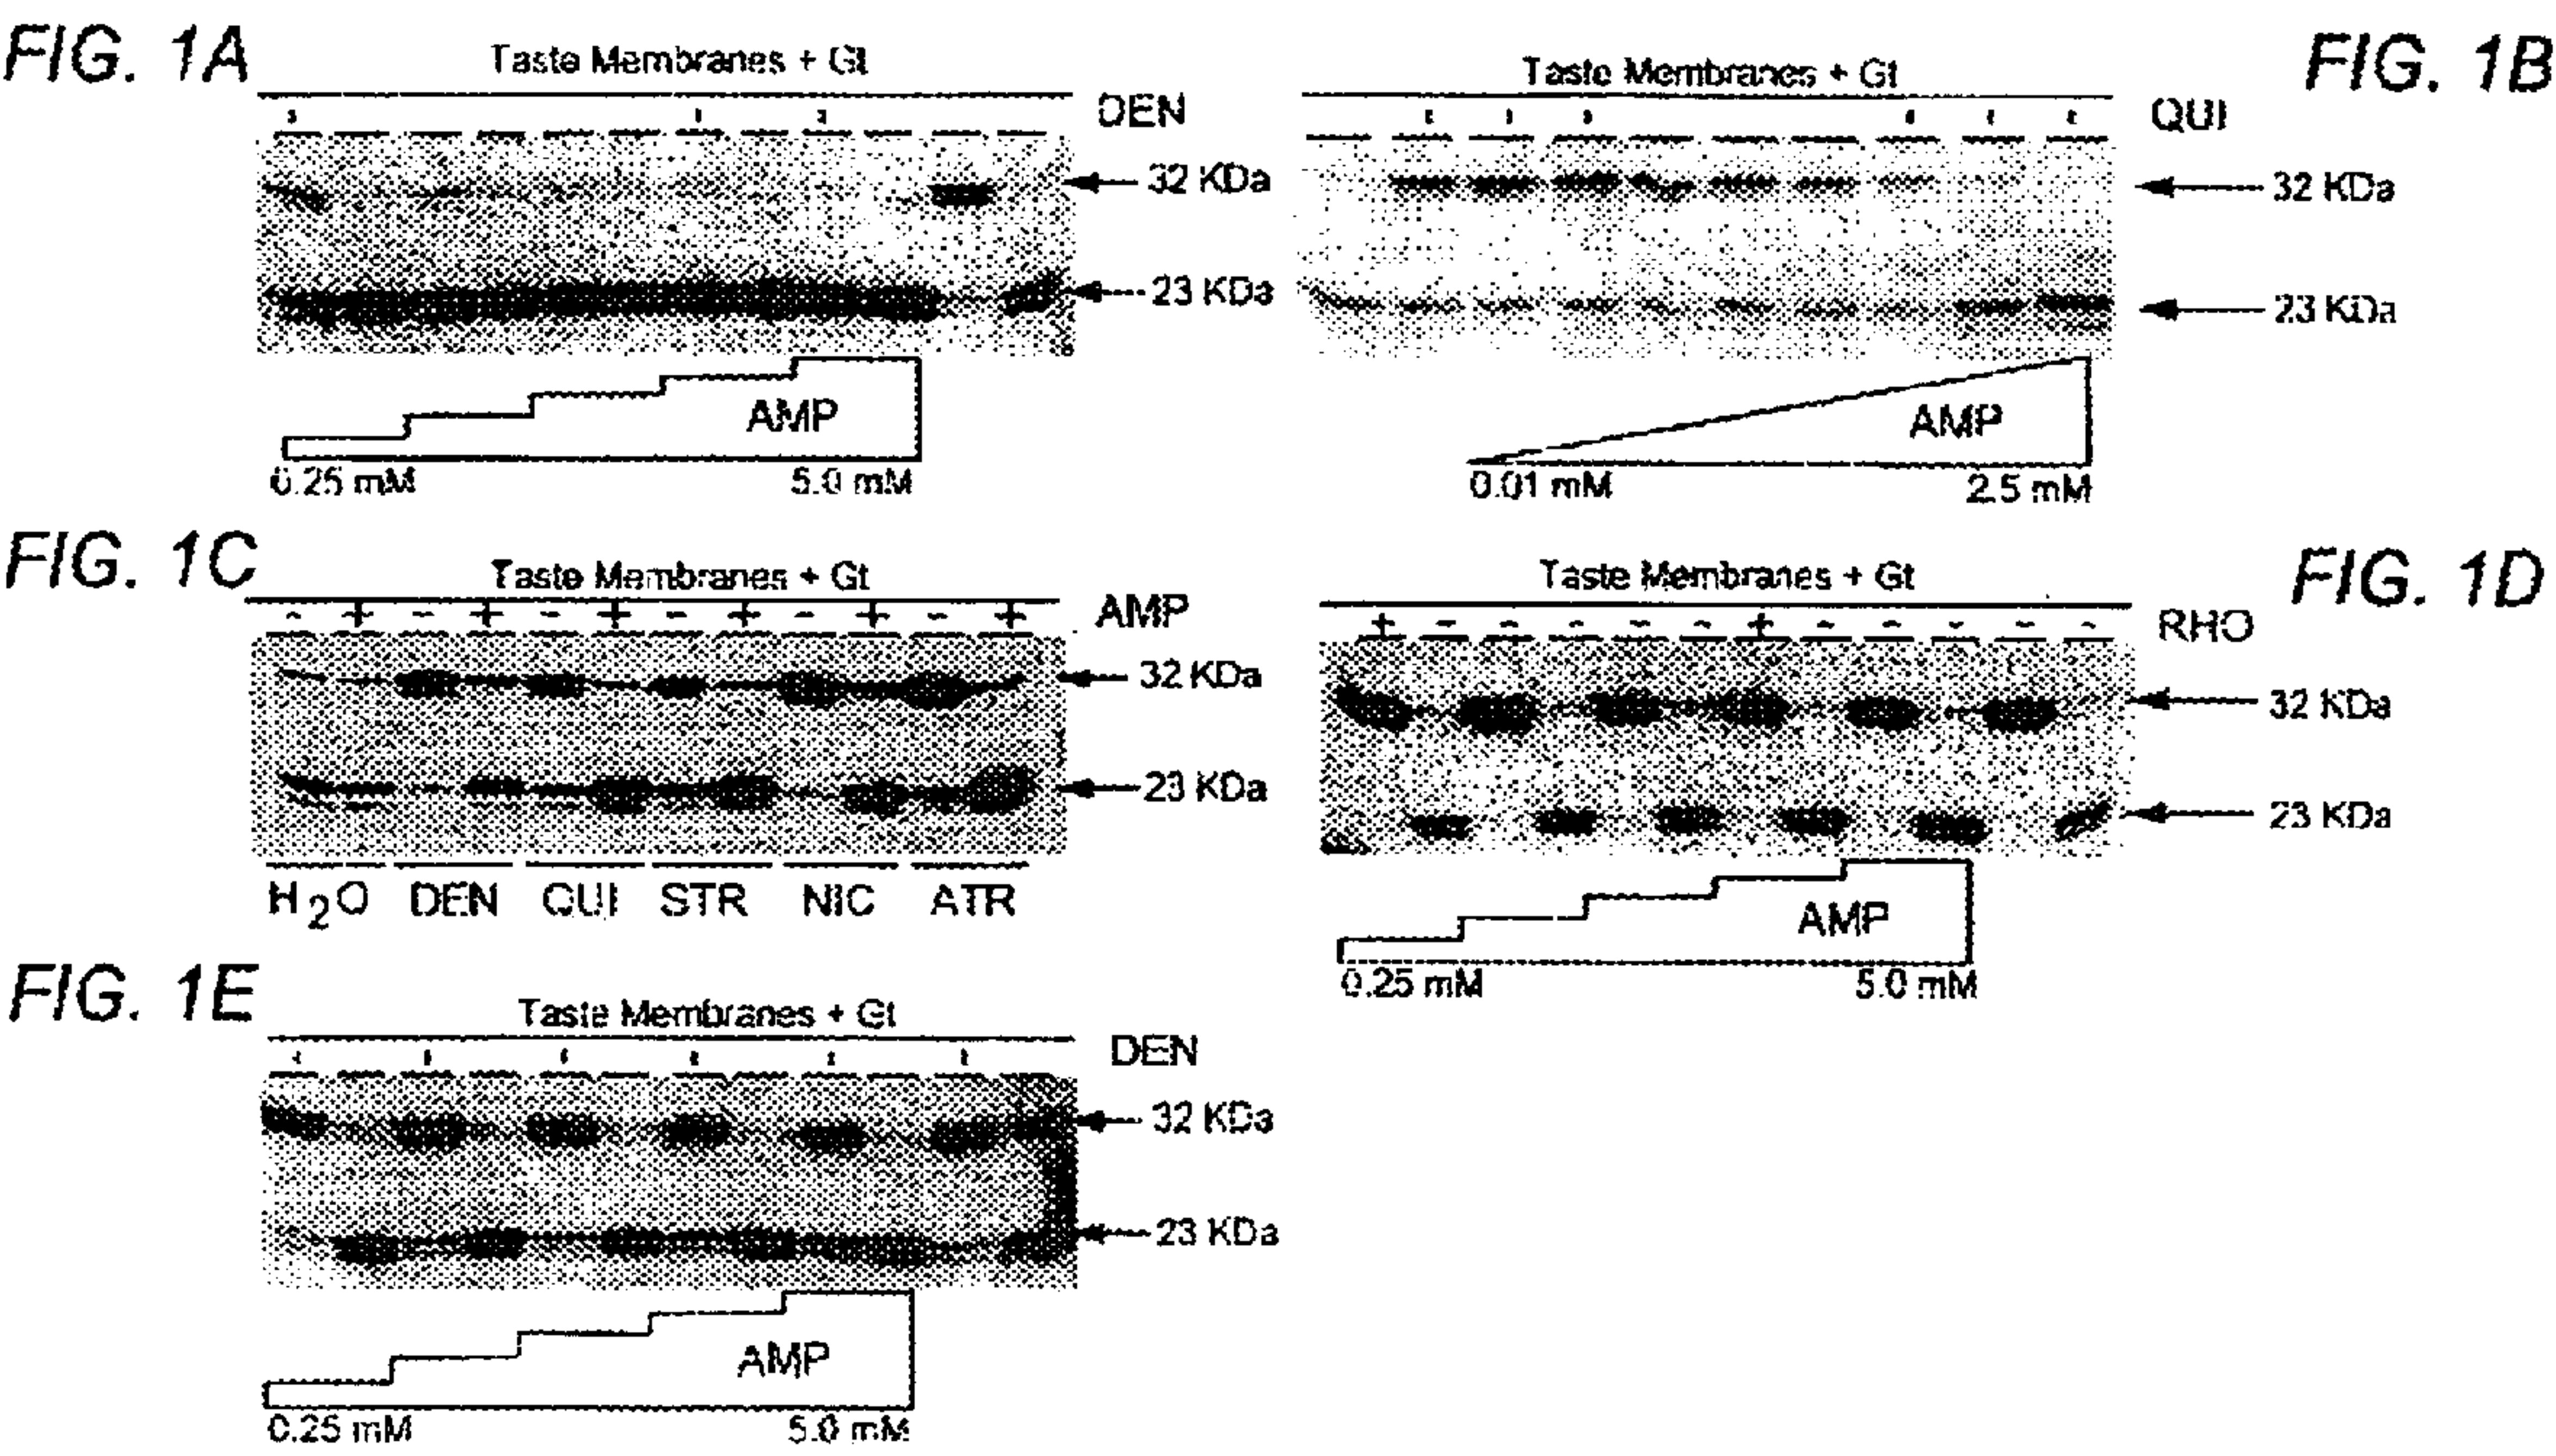 FIG. 1A
Taste Membranes + Gt
DEN
32 KDa
23 KDa
AMP
0.25 mM
5.0 mM
FIG. 1B
Taste Membranes + Gt
QUI
32 KDa
23 KDa
AMP
0.01 mM
2.5 mM
FIG. 1C
Taste Membranes + Gt
- + - + - + - + - + - + AMP
32 KDa
23 KDa
H2O DEN QUI STR NIC ATR
FIG. 1D
Taste Membranes + Gt
RHO
32 KDa
23 KDa
AMP
0.25 mM
5.0 mM
FIG. 1E
Taste Membranes + Gt
DEN
32 KDa
23 KDa
AMP
0.25 mM
5.0 mM